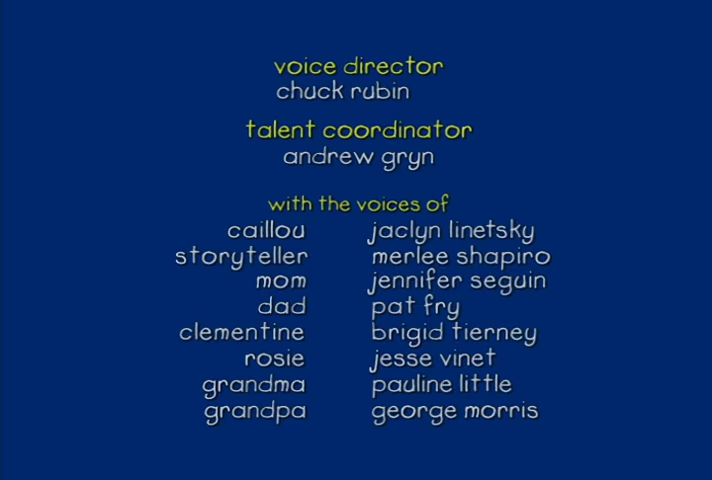 voice director
chuck rubin
talent coordinator
andrew gryn
with the voices of
caillou jaclyn linetsky
storyteller merlee shapiro
mom jennifer seguin
dad pat fry
clementine brigid tierney
rosie jesse vinet
grandma pauline little
grandpa george morris